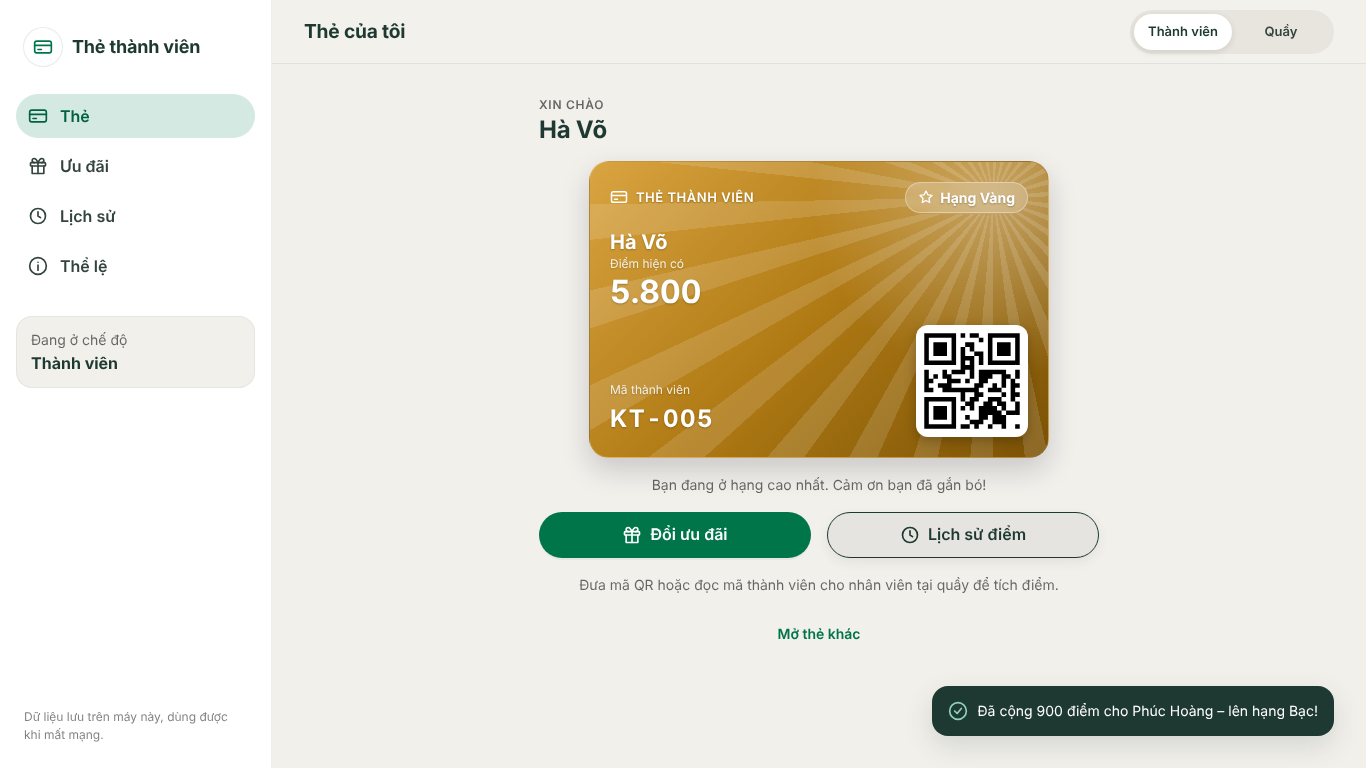 Thẻ thành viên
Thẻ
Ưu đãi
Lịch sử
Thể lệ
Đang ở chế độ
Thành viên
Dữ liệu lưu trên máy này, dùng được
khi mất mạng.
Thẻ của tôi
Thành viên
Quầy
XIN CHÀO
Hà Võ
THẺ THÀNH VIÊN
Hạng Vàng
Hà Võ
Điểm hiện có
5.800
Mã thành viên
KT-005
Bạn đang ở hạng cao nhất. Cảm ơn bạn đã gắn bó!
Đổi ưu đãi
Lịch sử điểm
Đưa mã QR hoặc đọc mã thành viên cho nhân viên tại quầy để tích điểm.
Mở thẻ khác
Đã cộng 900 điểm cho Phúc Hoàng – lên hạng Bạc!